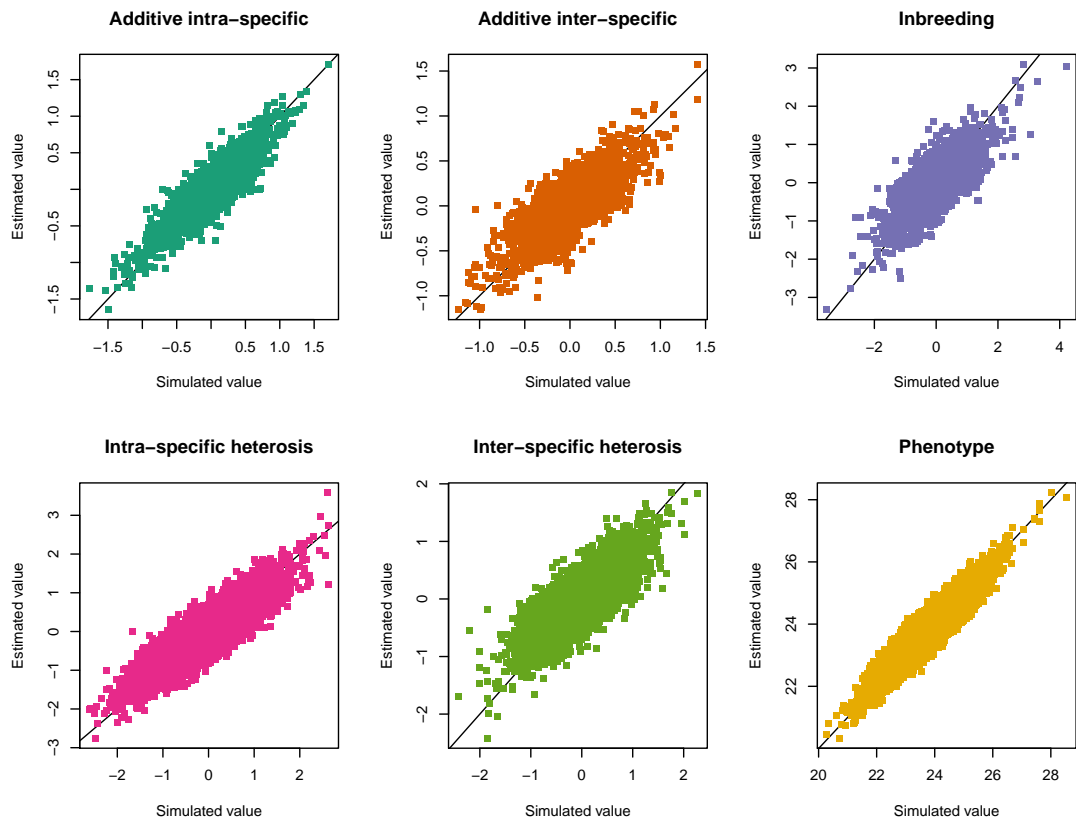 Additive intra−specific
Additive inter−specific
Inbreeding
Estimated value
−1.5 −0.5 0.5 1.0 1.5
−1.5 −0.5 0.5 1.0 1.5
Simulated value
Estimated value
−1.0 −0.5 0.0 0.5 1.0 1.5
−1.0 −0.5 0.0 0.5 1.0 1.5
Simulated value
Estimated value
−3 −2 −1 0 1 2 3
−2 0 2 4
Simulated value
Intra−specific heterosis
Inter−specific heterosis
Phenotype
Estimated value
−3 −2 −1 0 1 2 3
−2 −1 0 1 2
Simulated value
Estimated value
−2 −1 0 1 2
−2 −1 0 1 2
Simulated value
Estimated value
22 24 26 28
20 22 24 26 28
Simulated value